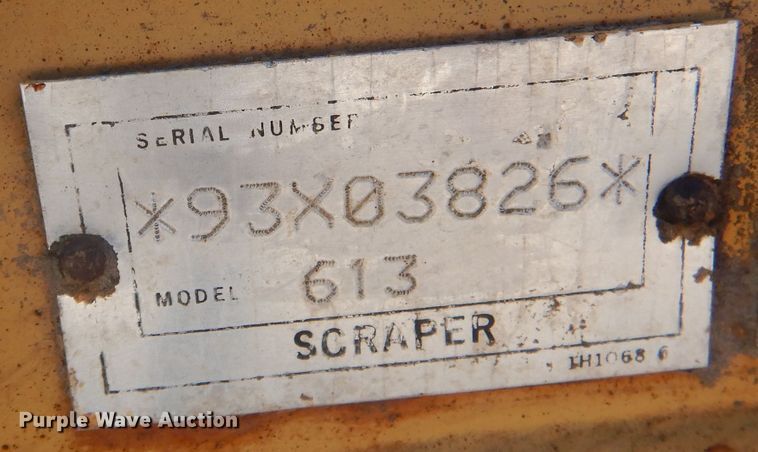 SERIAL NUMBER
*93X03826*
MODEL 613
SCRAPER
1H1068 6
Purple Wave Auction